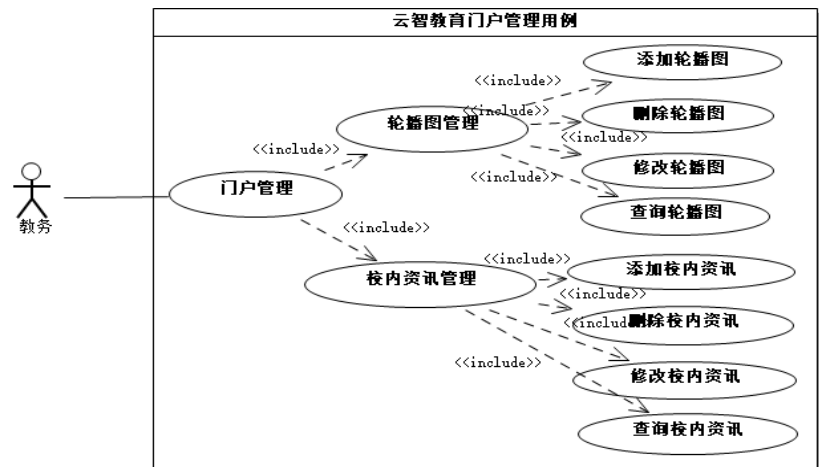 云智教育门户管理用例
添加轮播图
<<include>>
<<include>>
删除轮播图
轮播图管理
<<include>>
<<include>>
修改轮播图
<<include>>
门户管理
查询轮播图
教务
<<include>>
<<include>>
添加校内资讯
校内资讯管理
<<include>>
<<include>>
删除校内资讯
<<include>>
修改校内资讯
查询校内资讯